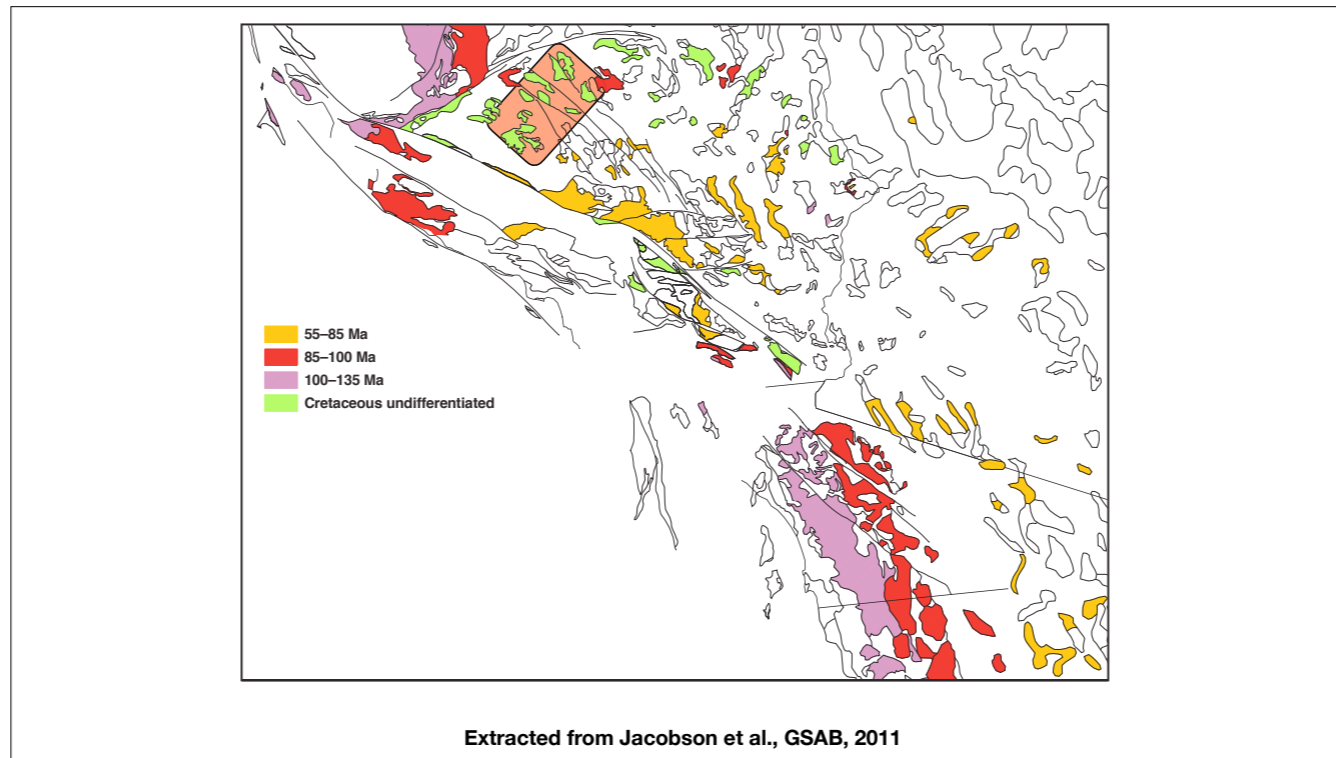 55–85 Ma
85–100 Ma
100–135 Ma
Cretaceous undifferentiated
Extracted from Jacobson et al., GSAB, 2011